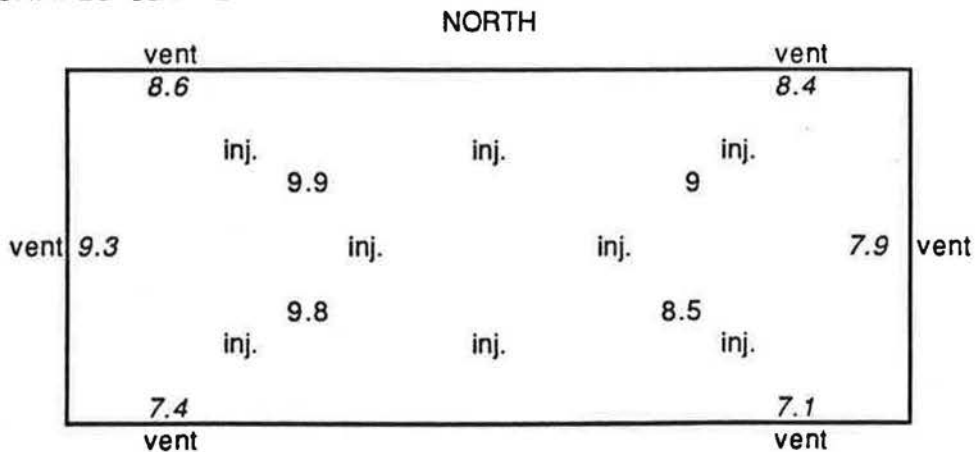 NORTH
vent vent
8.6 8.4
inj. inj. inj.
9.9 9
vent 9.3 inj. inj. 7.9 vent
9.8 8.5
inj. inj. inj.
7.4 7.1
vent vent